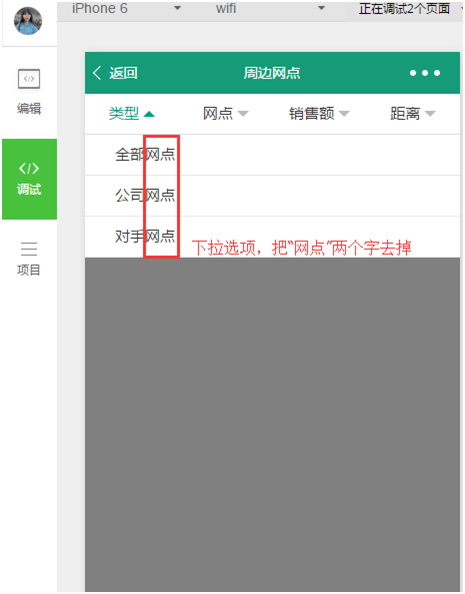 iPhone 6 wifi 正在调试2个页面
编辑
调试
项目
返回 周边网点
类型 网点 销售额 距离
全部网点
公司网点
对手网点
下拉选项，把“网点”两个字去掉